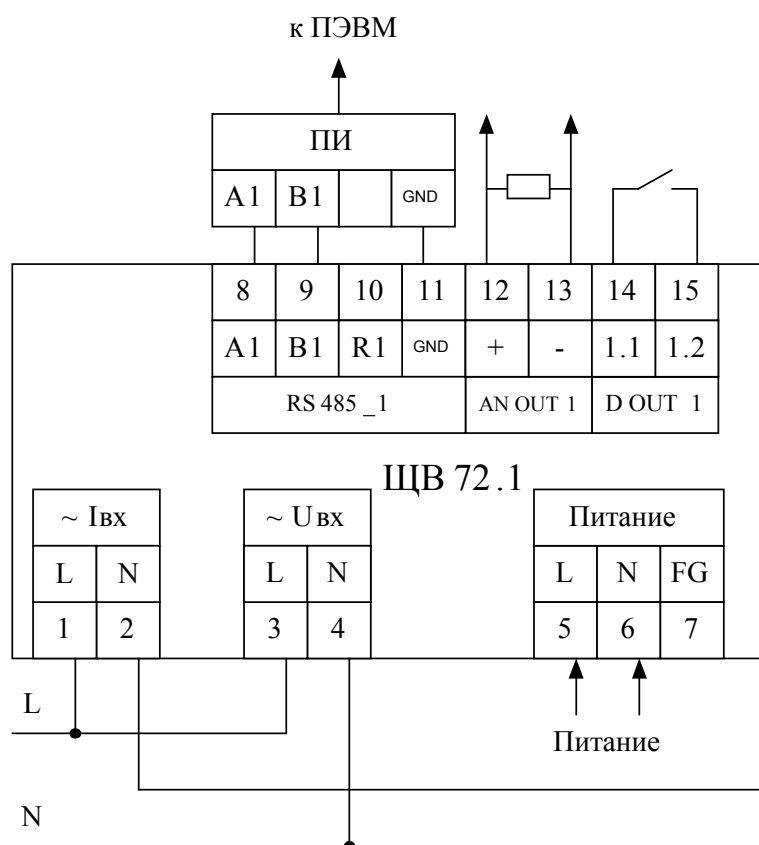 к ПЭВМ
ПИ
A1 B1 GND
8 9 10 11 12 13 14 15
A1 B1 R1 GND + - 1.1 1.2
RS 485 _1 AN OUT 1 D OUT 1
ЩВ 72.1
~ Iвх ~ Uвх Питание
L N L N L N FG
1 2 3 4 5 6 7
L
Питание
N